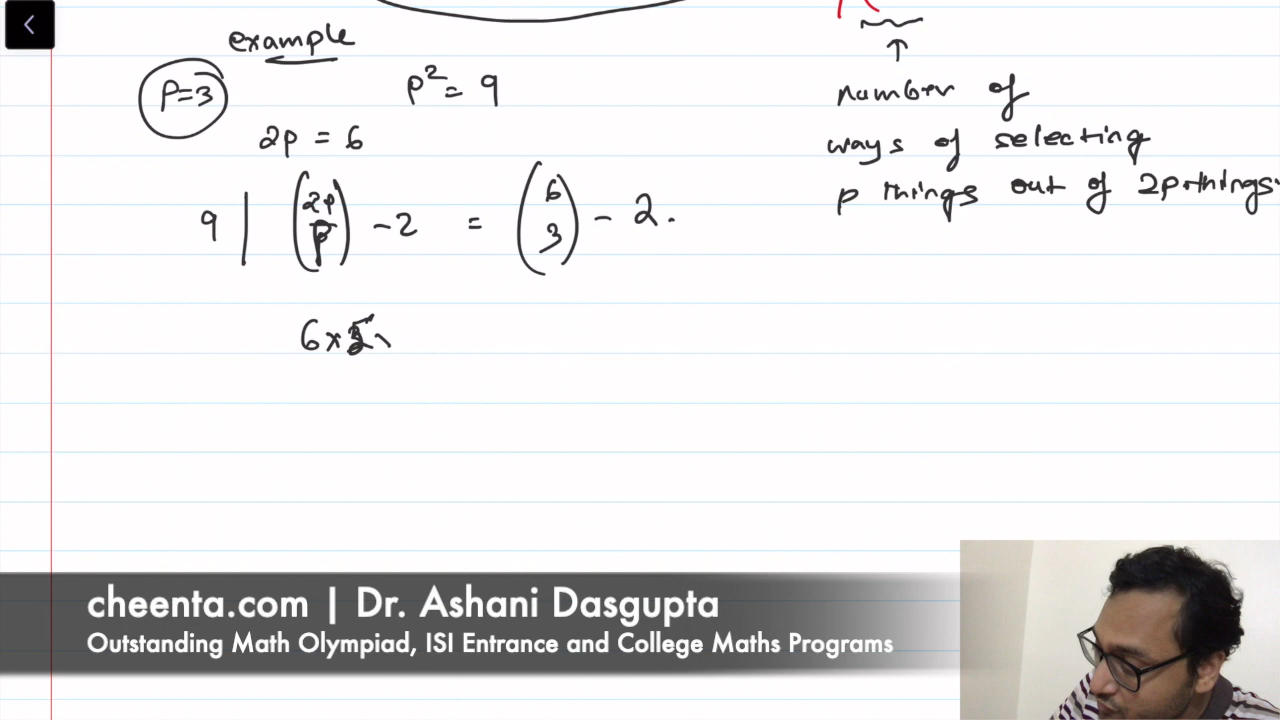 example
P=3
p² = 9
2p = 6
9 | (2p p) - 2 = (6 3) - 2.
6 x
number of
ways of selecting
p things out of 2p things.
cheenta.com | Dr. Ashani Dasgupta
Outstanding Math Olympiad, ISI Entrance and College Maths Programs